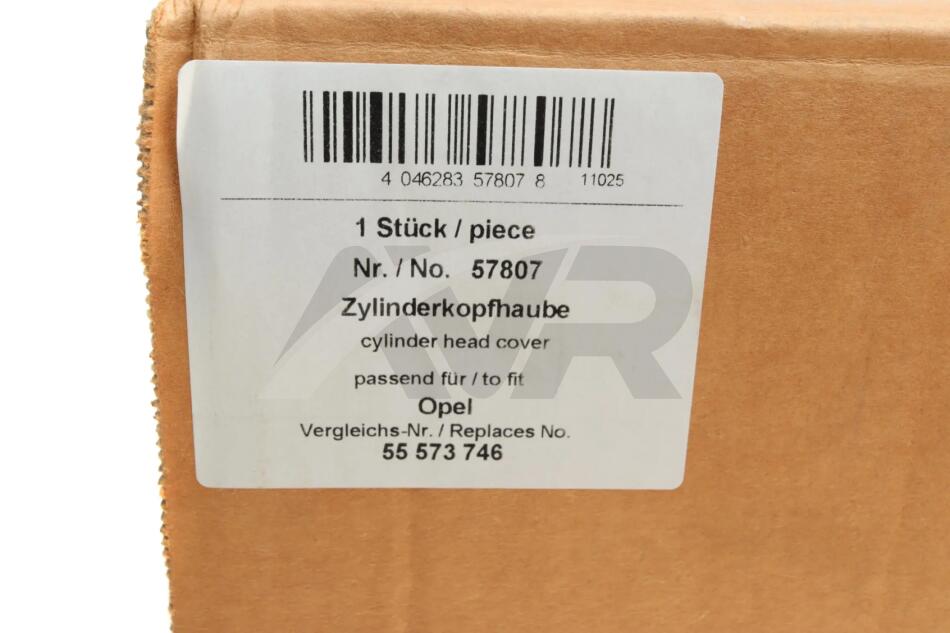 4 046283 57807 8 11025
1 Stück / piece
Nr. / No. 57807
Zylinderkopfhaube
cylinder head cover
passend für / to fit
Opel
Vergleichs-Nr. / Replaces No.
55 573 746
AVR